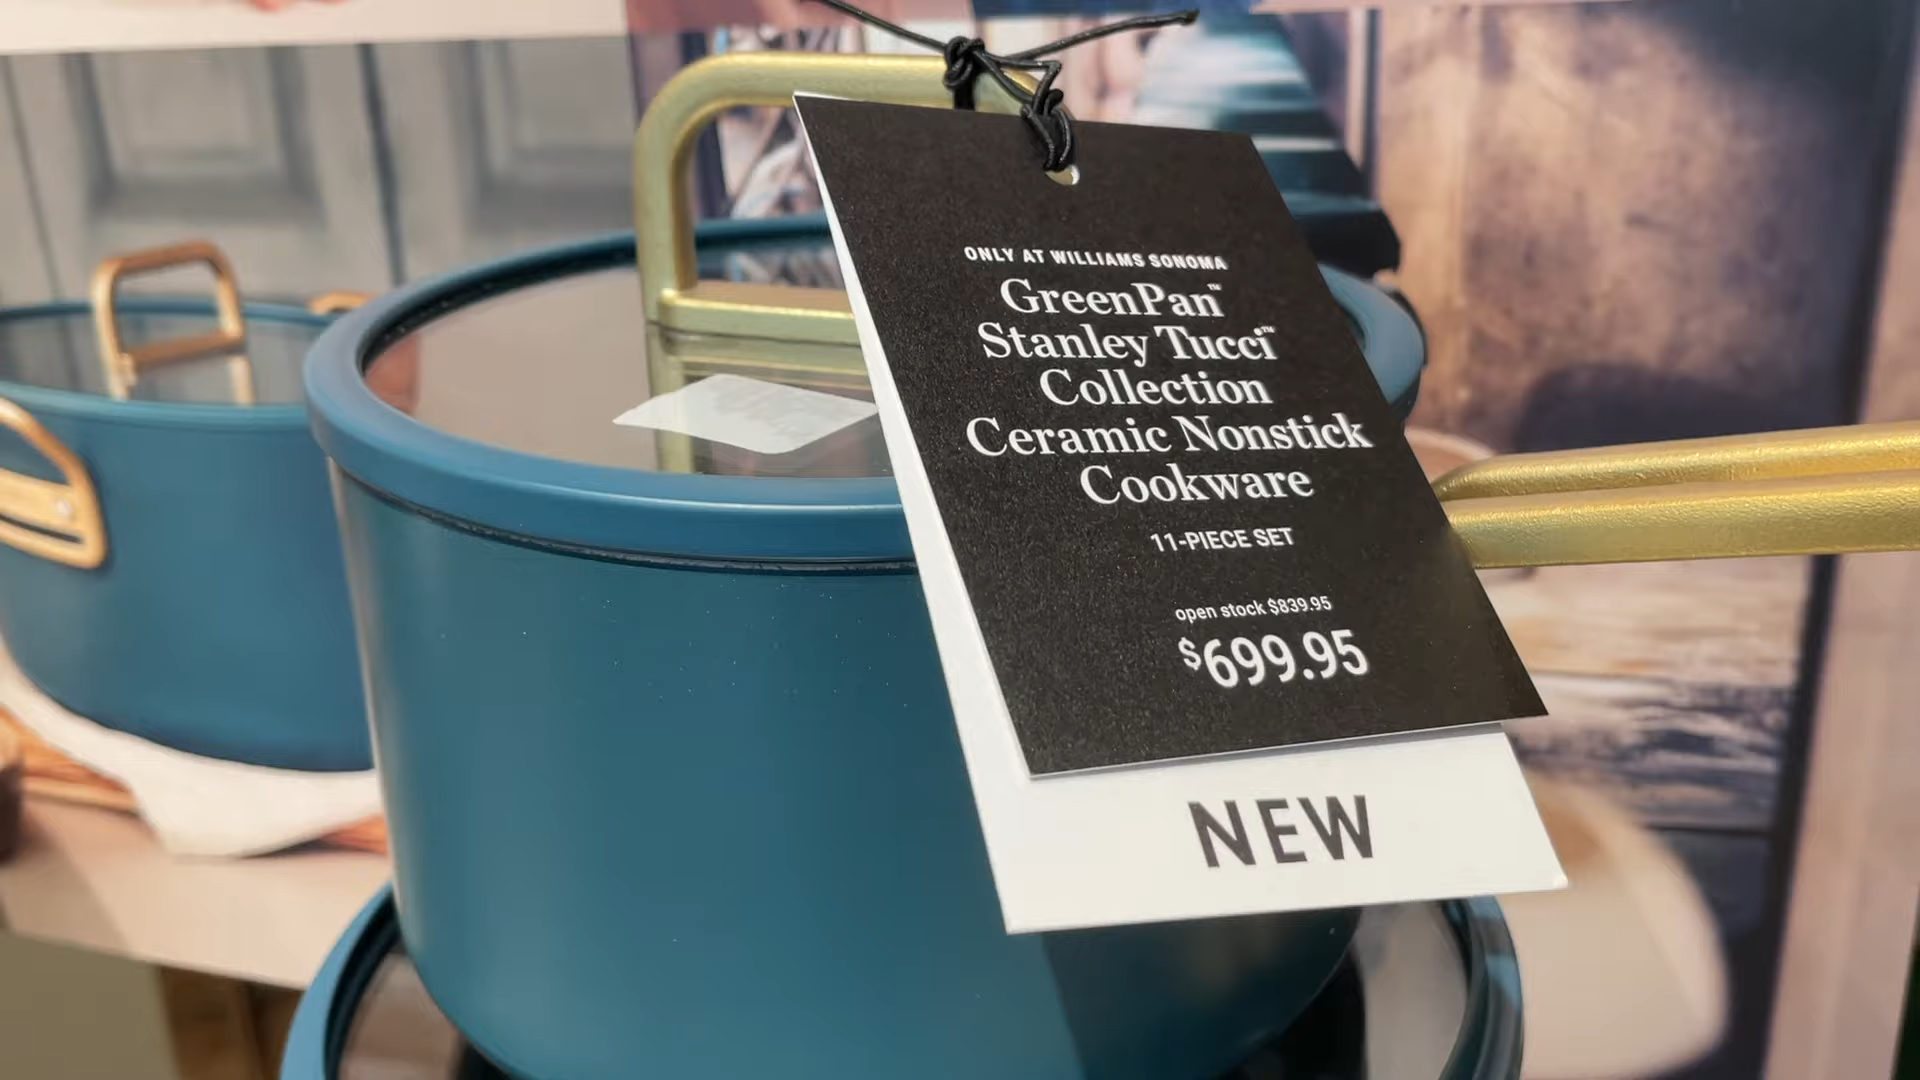 ONLY AT WILLIAMS SONOMA
GreenPan™
Stanley Tucci™
Collection
Ceramic Nonstick
Cookware
11-PIECE SET
open stock $839.95
$699.95
NEW